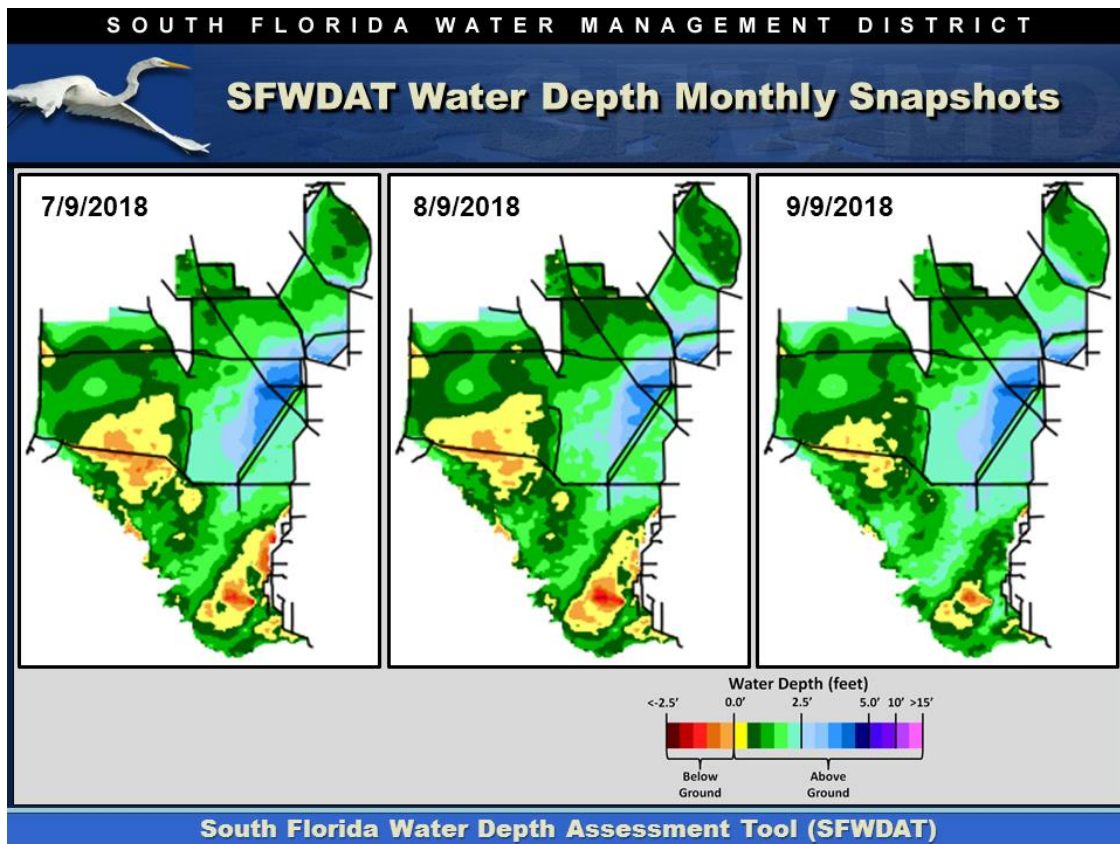 SOUTH FLORIDA WATER MANAGEMENT DISTRICT
SFWDAT Water Depth Monthly Snapshots
7/9/2018
8/9/2018
9/9/2018
Water Depth (feet)
<-2.5' 0.0' 2.5' 5.0' 10' >15'
Below Ground
Above Ground
South Florida Water Depth Assessment Tool (SFWDAT)